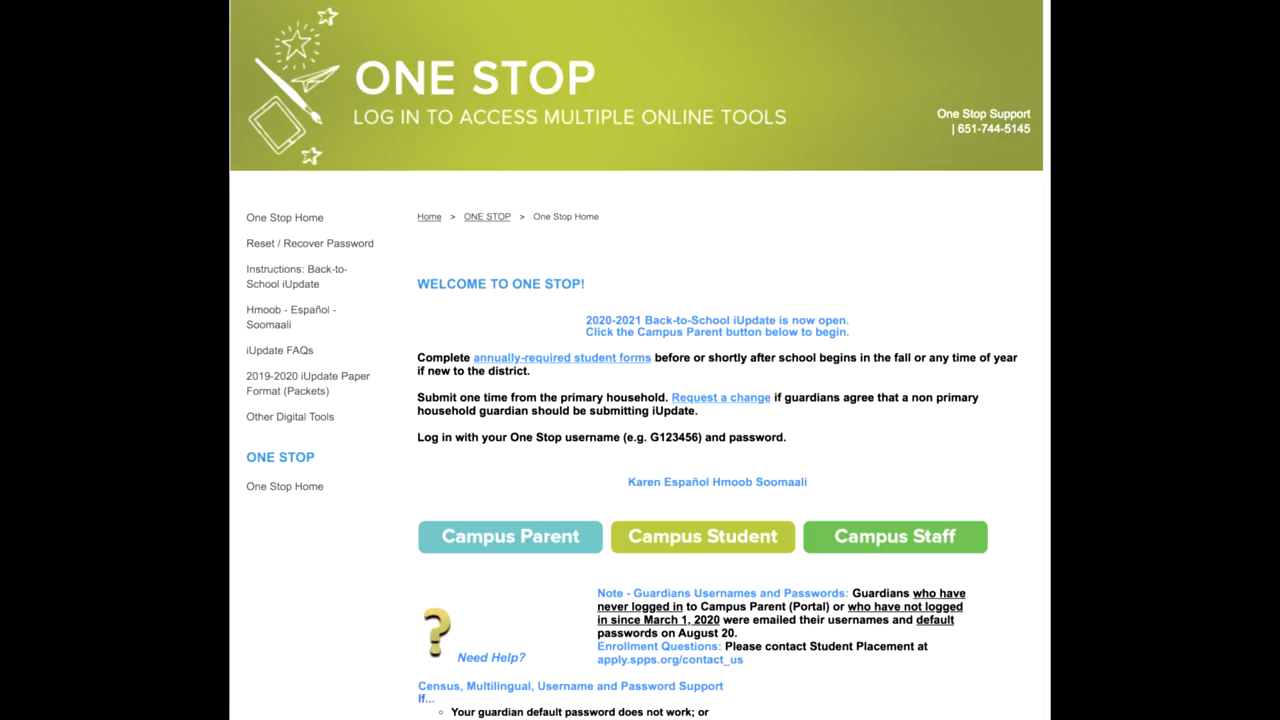 ONE STOP
LOG IN TO ACCESS MULTIPLE ONLINE TOOLS
One Stop Support
| 651-744-5145
One Stop Home
Reset / Recover Password
Instructions: Back-to-
School iUpdate
Hmoob - Español -
Soomaali
iUpdate FAQs
2019-2020 iUpdate Paper
Format (Packets)
Other Digital Tools
ONE STOP
One Stop Home
Home > ONE STOP > One Stop Home
WELCOME TO ONE STOP!
2020-2021 Back-to-School iUpdate is now open.
Click the Campus Parent button below to begin.
Complete annually-required student forms before or shortly after school begins in the fall or any time of year
if new to the district.
Submit one time from the primary household. Request a change if guardians agree that a non primary
household guardian should be submitting iUpdate.
Log in with your One Stop username (e.g. G123456) and password.
Karen Español Hmoob Soomaali
Campus Parent Campus Student Campus Staff
? Need Help?
Note - Guardians Usernames and Passwords: Guardians who have
never logged in to Campus Parent (Portal) or who have not logged
in since March 1, 2020 were emailed their usernames and default
passwords on August 20.
Enrollment Questions: Please contact Student Placement at
apply.spps.org/contact_us
Census, Multilingual, Username and Password Support
If...
◦ Your guardian default password does not work; or